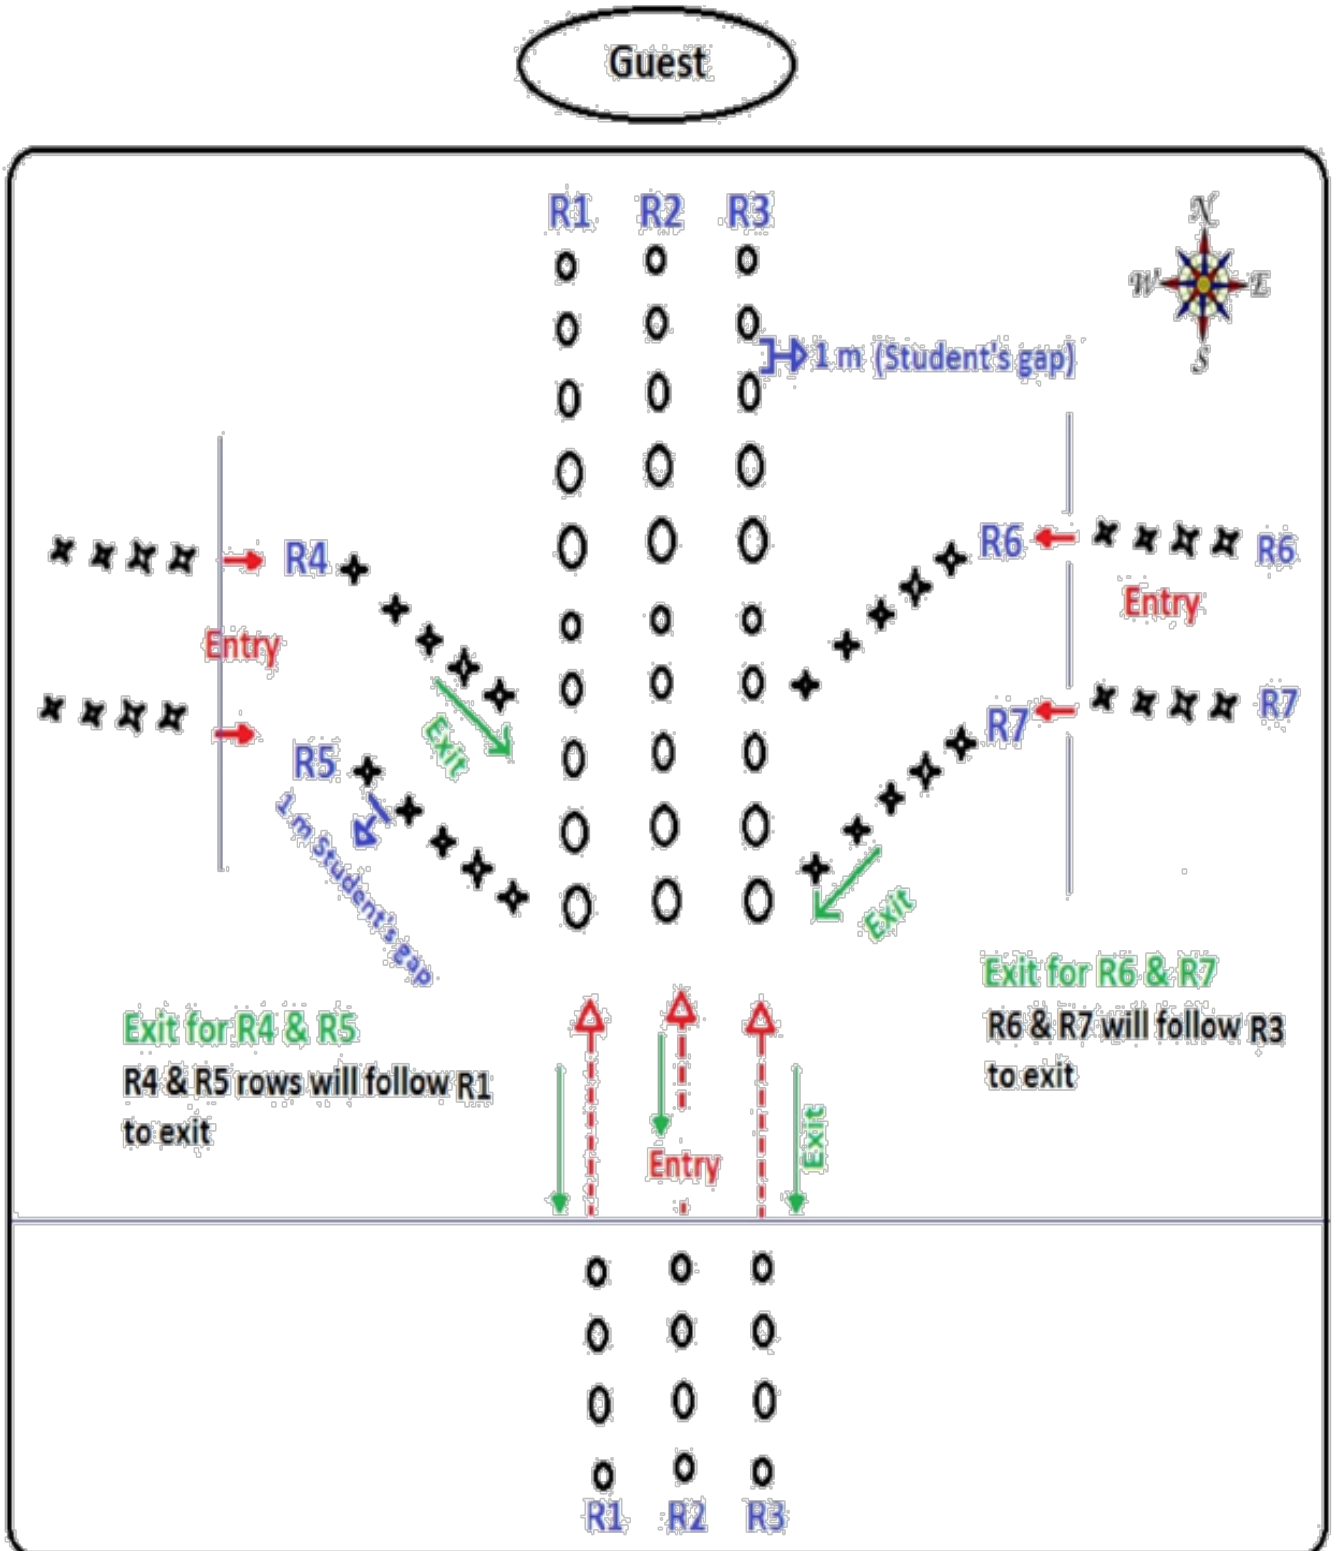 Guest
R1 R2 R3
N
W E
S
1 m (Student's gap)
R4
R6
R6
Entry
Entry
R7
R7
R5
Exit
1 m Student's gap
Exit
Exit for R6 & R7
R6 & R7 will follow R3
to exit
Exit for R4 & R5
R4 & R5 rows will follow R1
to exit
Entry
Exit
R1 R2 R3